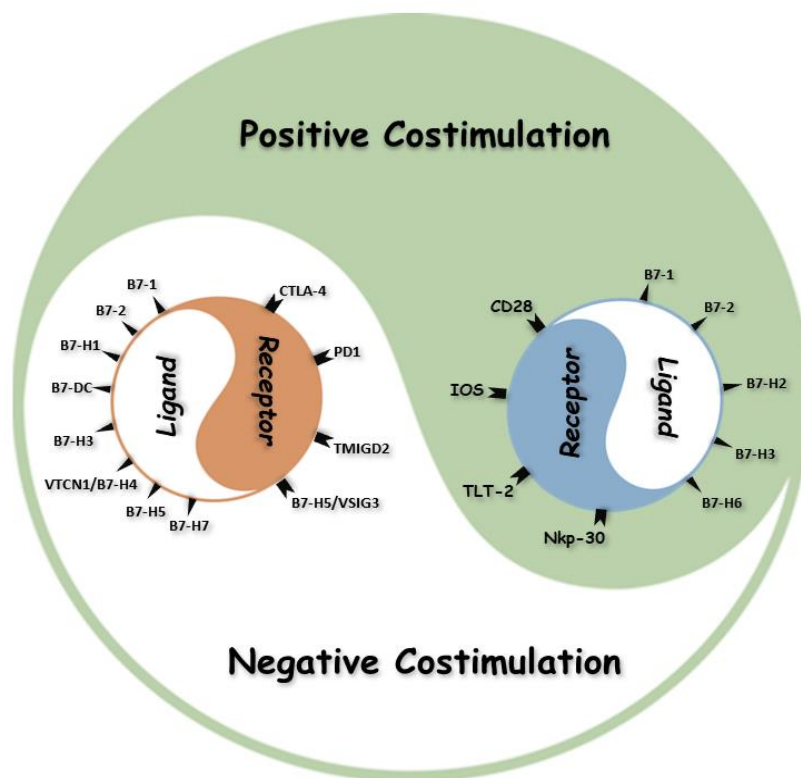 Positive Costimulation
B7-1
B7-2
B7-H1
B7-DC
B7-H3
VTCN1/B7-H4
B7-H5
B7-H7
Ligand
Receptor
CTLA-4
PD1
TMIGD2
B7-H5/VSIG3
CD28
IOS
TLT-2
Nkp-30
Receptor
Ligand
B7-1
B7-2
B7-H2
B7-H3
B7-H6
Negative Costimulation